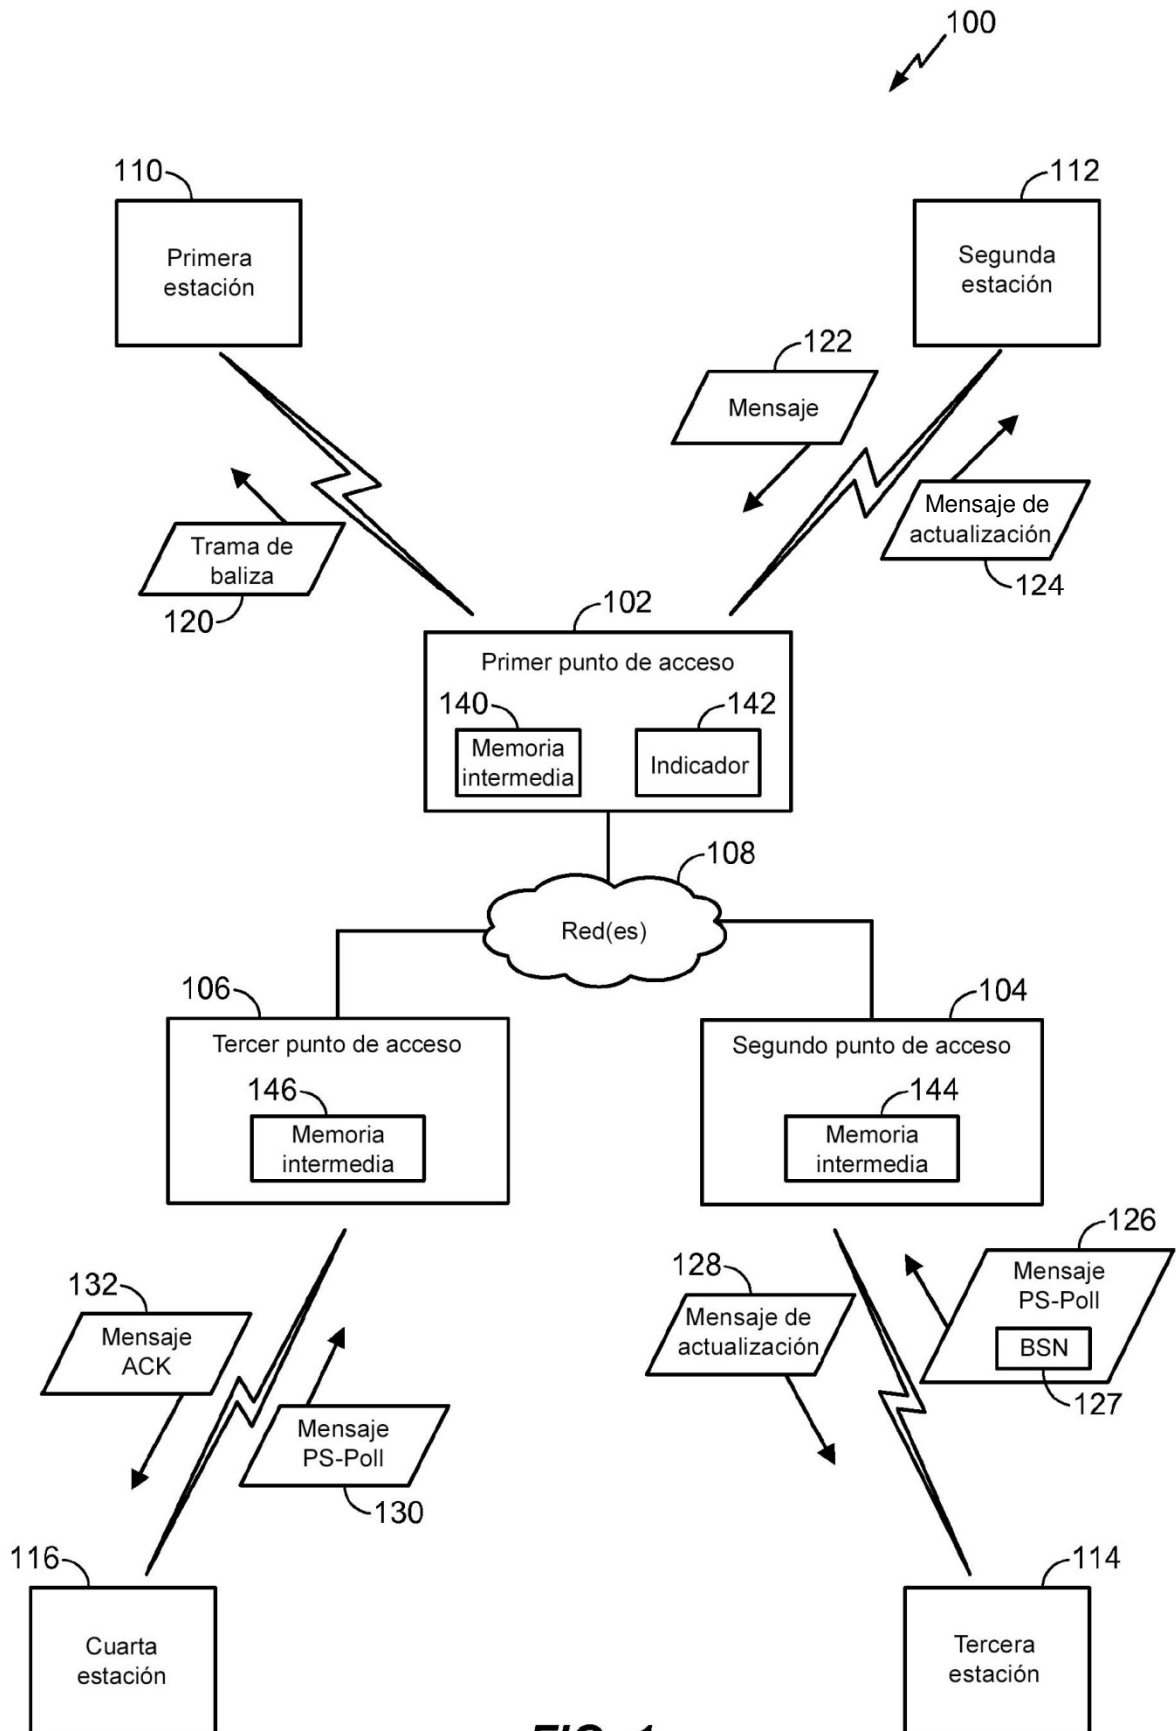 100
110
112
Primera
estación
Segunda
estación
122
Mensaje
Mensaje de
actualización
124
Trama de
baliza
120
102
Primer punto de acceso
140
142
Memoria
intermedia
Indicador
108
Red(es)
106
104
Tercer punto de acceso
Segundo punto de acceso
146
144
Memoria
intermedia
Memoria
intermedia
126
Mensaje
PS-Poll
BSN
127
128
Mensaje de
actualización
132
Mensaje
ACK
Mensaje
PS-Poll
130
116
114
Cuarta
estación
Tercera
estación
FIG. 1